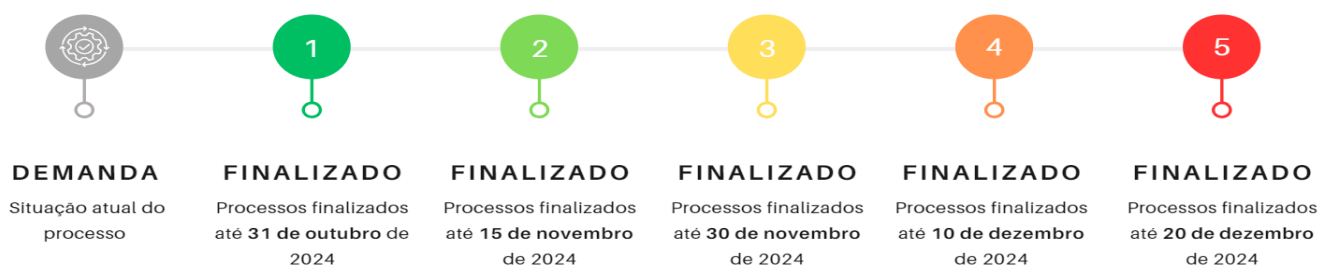 1
2
3
4
5
DEMANDA
Situação atual do
processo
FINALIZADO
Processos finalizados
até 31 de outubro de
2024
FINALIZADO
Processos finalizados
até 15 de novembro
de 2024
FINALIZADO
Processos finalizados
até 30 de novembro
de 2024
FINALIZADO
Processos finalizados
até 10 de dezembro
de 2024
FINALIZADO
Processos finalizados
até 20 de dezembro
de 2024